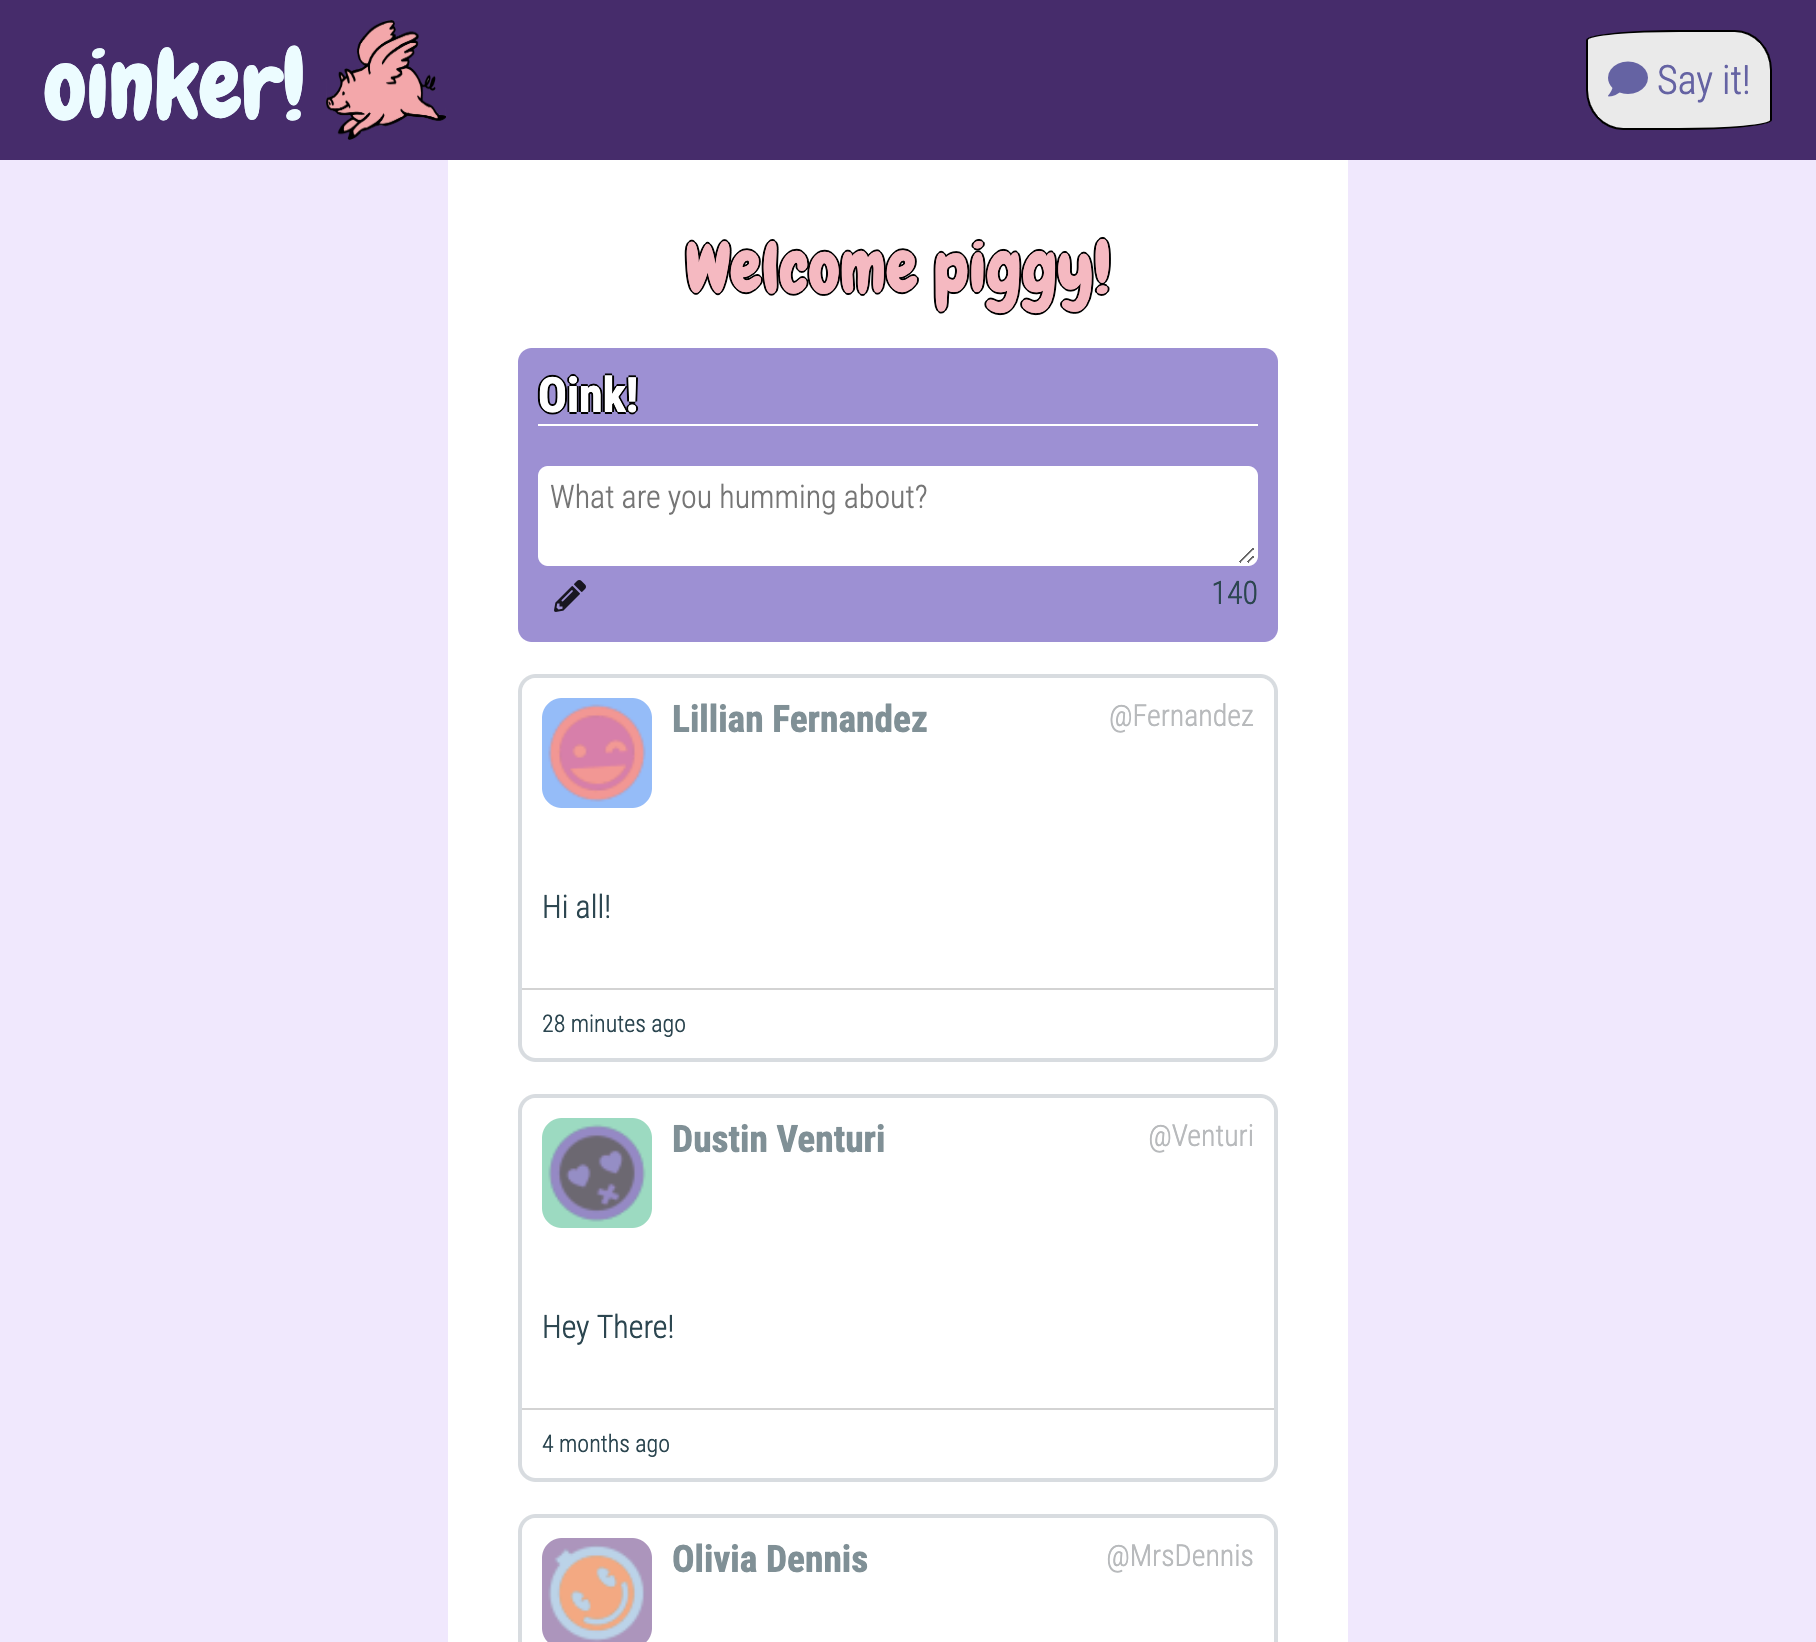 oinker!
Say it!
Welcome piggy!
Oink!
What are you humming about?
140
Lillian Fernandez
@Fernandez
Hi all!
28 minutes ago
Dustin Venturi
@Venturi
Hey There!
4 months ago
Olivia Dennis
@MrsDennis